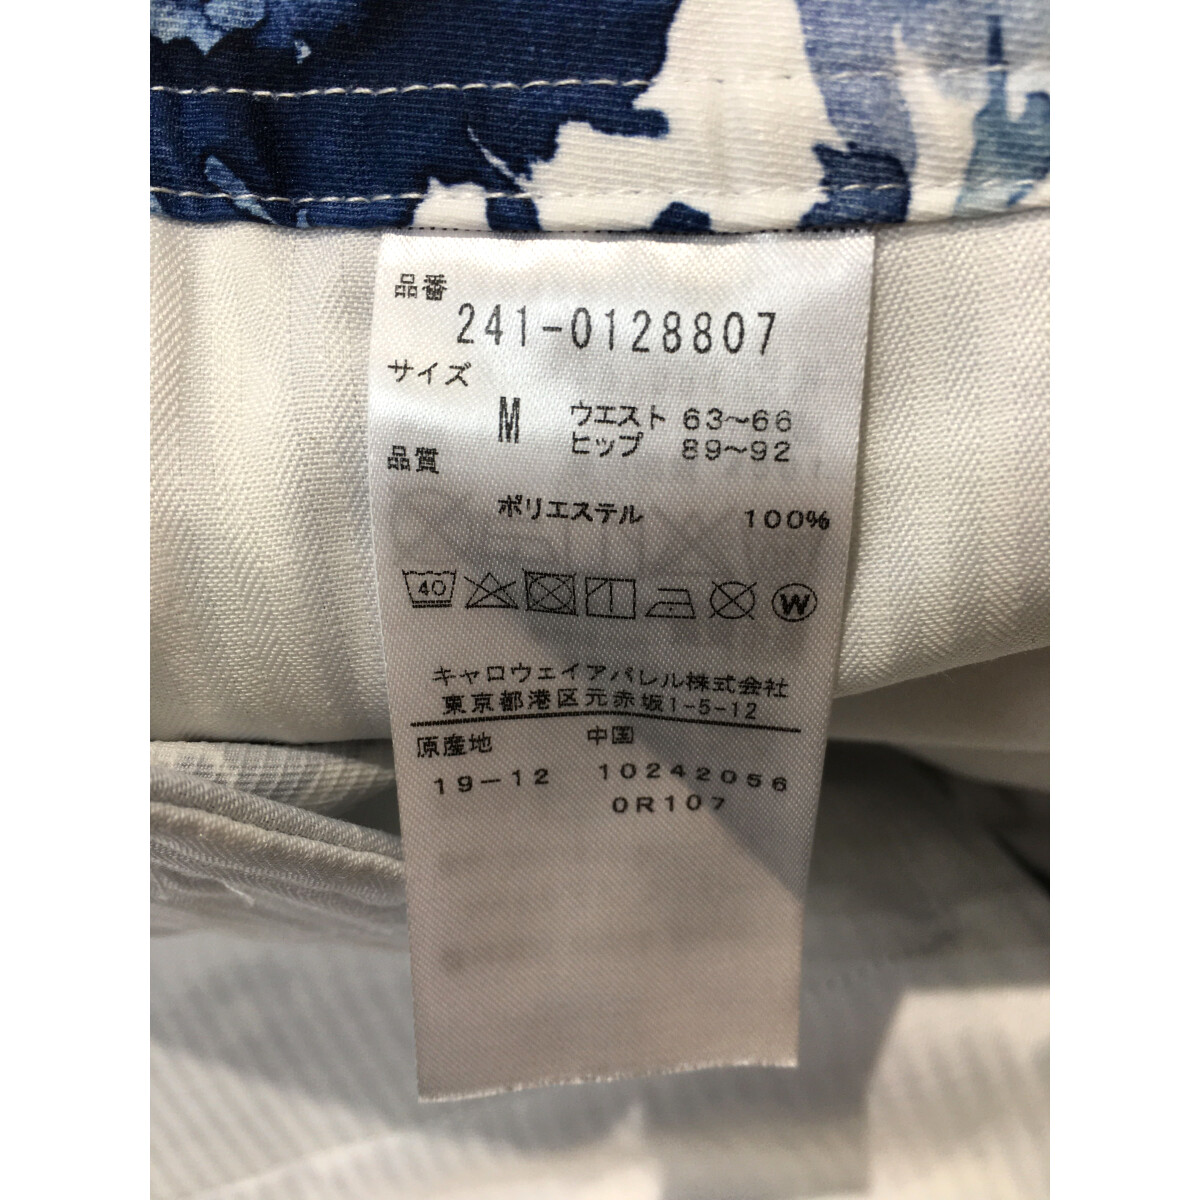 品番
241-0128807
サイズ
M ウエスト 63～66
ヒップ 89～92
品質
ポリエステル 100%
40 W
キャロウェイアパレル株式会社
東京都港区元赤坂1-5-12
原産地 中国
19-12 10242056
0R107